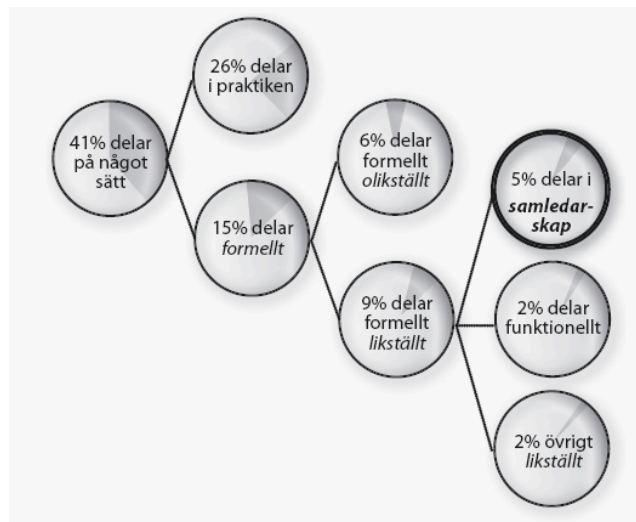 41% delar
på något
sätt
26% delar
i praktiken
15% delar
formellt
6% delar
formellt
olikställt
9% delar
formellt
likställt
5% delar i
samledar-
skap
2% delar
funktionellt
2% övrigt
likställt